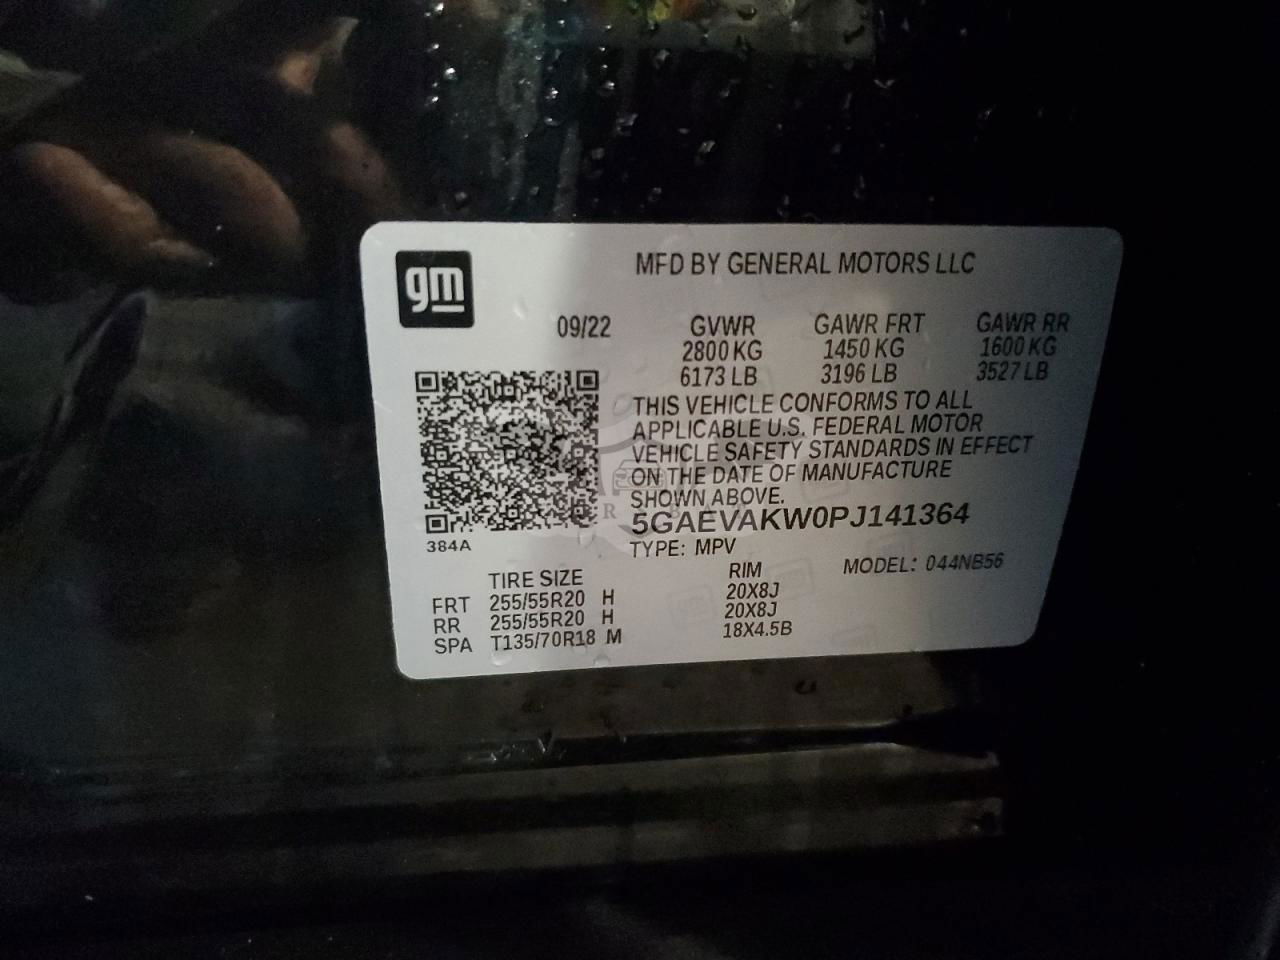 gm
MFD BY GENERAL MOTORS LLC
09/22 GVWR GAWR FRT GAWR RR
2800 KG 1450 KG 1600 KG
6173 LB 3196 LB 3527 LB
THIS VEHICLE CONFORMS TO ALL
APPLICABLE U.S. FEDERAL MOTOR
VEHICLE SAFETY STANDARDS IN EFFECT
ON THE DATE OF MANUFACTURE
SHOWN ABOVE.
5GAEVAKW0PJ141364
384A
TYPE: MPV MODEL: 044NB56
TIRE SIZE RIM
FRT 255/55R20 H 20X8J
RR 255/55R20 H 20X8J
SPA T135/70R18 M 18X4.5B